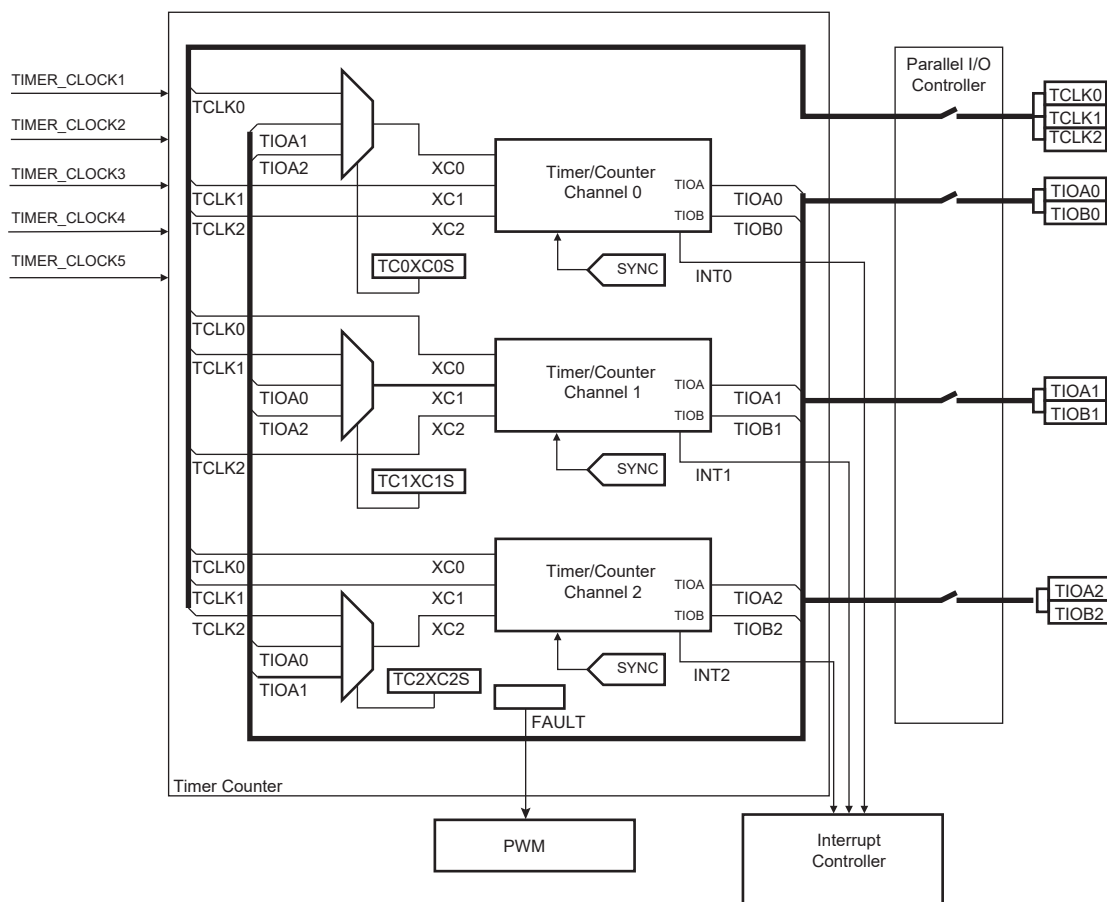 TIMER_CLOCK1
TIMER_CLOCK2
TIMER_CLOCK3
TIMER_CLOCK4
TIMER_CLOCK5
TCLK0
TIOA1
TIOA2
TCLK1
TCLK2
XC0
XC1
XC2
TC0XC0S
Timer/Counter
Channel 0
TIOA
TIOB
TIOA0
TIOB0
SYNC
INT0
TCLK0
TCLK1
TIOA0
TIOA2
TCLK2
XC0
XC1
XC2
TC1XC1S
Timer/Counter
Channel 1
TIOA
TIOB
TIOA1
TIOB1
SYNC
INT1
TCLK0
TCLK1
TCLK2
TIOA0
TIOA1
XC0
XC1
XC2
TC2XC2S
Timer/Counter
Channel 2
TIOA
TIOB
TIOA2
TIOB2
SYNC
INT2
FAULT
Timer Counter
PWM
Interrupt
Controller
Parallel I/O
Controller
TCLK0
TCLK1
TCLK2
TIOA0
TIOB0
TIOA1
TIOB1
TIOA2
TIOB2